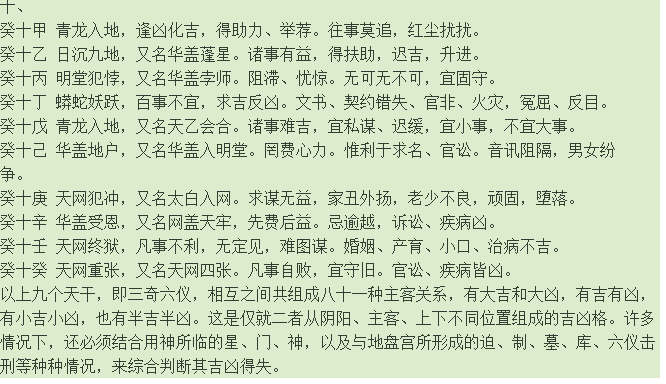 十、
癸十甲 青龙入地，逢凶化吉，得助力、举荐。往事莫追，红尘扰扰。
癸十乙 日沉九地，又名华盖蓬星。诸事有益，得扶助，迟吉，升进。
癸十丙 明堂犯悖，又名华盖孛师。阻滞、忧惊。无可无不可，宜固守。
癸十丁 螣蛇妖跃，百事不宜，求吉反凶。文书、契约错失、官非、火灾，冤屈、反目。
癸十戊 青龙入地，又名天乙会合。诸事难吉，宜私谋、迟缓，宜小事，不宜大事。
癸十己 华盖地户，又名华盖入明堂。罔费心力。惟利于求名、官讼。音讯阻隔，男女纷
争。
癸十庚 天网犯冲，又名太白入网。求谋无益，家丑外扬，老少不良，顽固，堕落。
癸十辛 华盖受恩，又名网盖天牢，先费后益。忌逾越，诉讼、疾病凶。
癸十壬 天网终狱，凡事不利，无定见，难图谋。婚姻、产育、小口、治病不吉。
癸十癸 天网重张，又名天网四张。凡事自败，宜守旧。官讼、疾病皆凶。
以上九个天干，即三奇六仪，相互之间共组成八十一种主客关系，有大吉和大凶，有吉有凶，
有小吉小凶，也有半吉半凶。这是仅就二者从阴阳、主客、上下不同位置组成的吉凶格。许多
情况下，还必须结合用神所临的星、门、神，以及与地盘宫所形成的迫、制、墓、库、六仪击
刑等种种情况，来综合判断其吉凶得失。